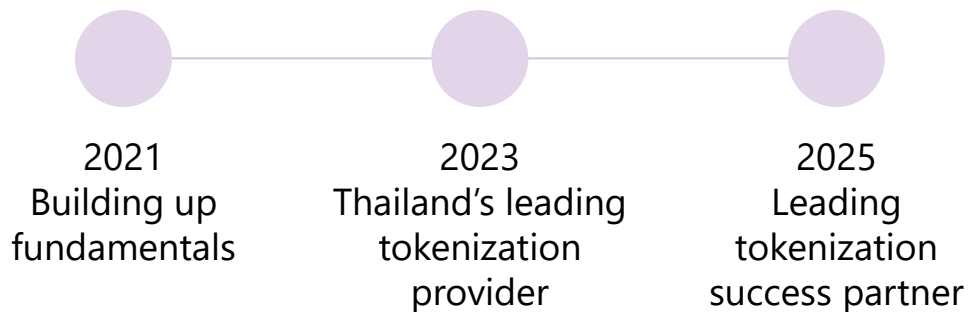 2021
Building up
fundamentals
2023
Thailand’s leading
tokenization
provider
2025
Leading
tokenization
success partner